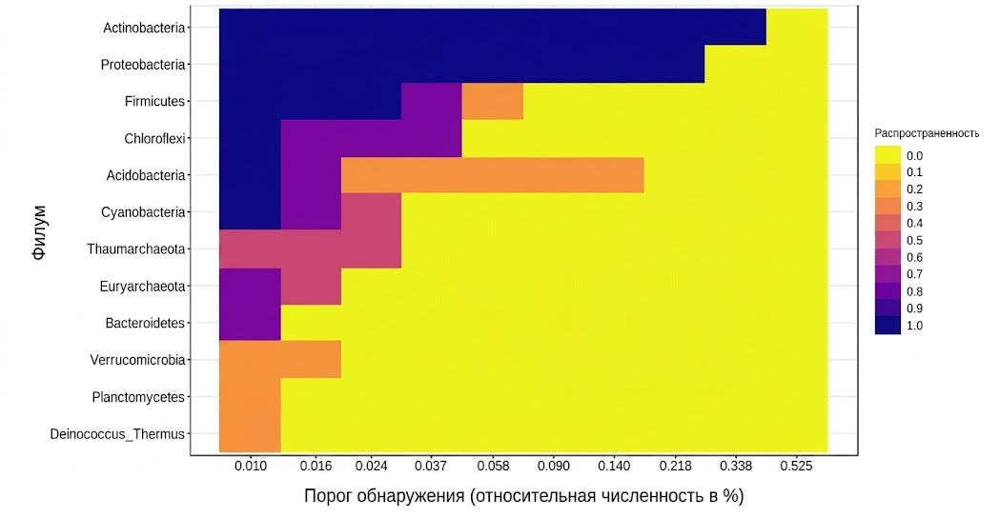 Actinobacteria
Proteobacteria
Firmicutes
Chloroflexi
Acidobacteria
Cyanobacteria
Thaumarchaeota
Euryarchaeota
Bacteroidetes
Verrucomicrobia
Planctomycetes
Deinococcus_Thermus
Филум
0.010 0.016 0.024 0.037 0.058 0.090 0.140 0.218 0.338 0.525
Порог обнаружения (относительная численность в %)
Распространенность
0.0
0.1
0.2
0.3
0.4
0.5
0.6
0.7
0.8
0.9
1.0